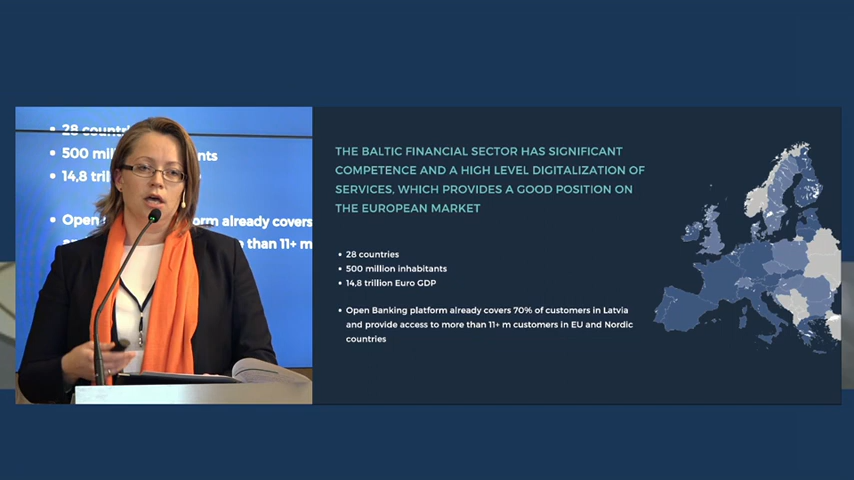 28 countr
500 mil
nts
14,8 tril
Open
orm already covers
e than 11+ m
THE BALTIC FINANCIAL SECTOR HAS SIGNIFICANT
COMPETENCE AND A HIGH LEVEL DIGITALIZATION OF
SERVICES, WHICH PROVIDES A GOOD POSITION ON
THE EUROPEAN MARKET
• 28 countries
• 500 million inhabitants
• 14,8 trillion Euro GDP
• Open Banking platform already covers 70% of customers in Latvia
and provide access to more than 11+ m customers in EU and Nordic
countries